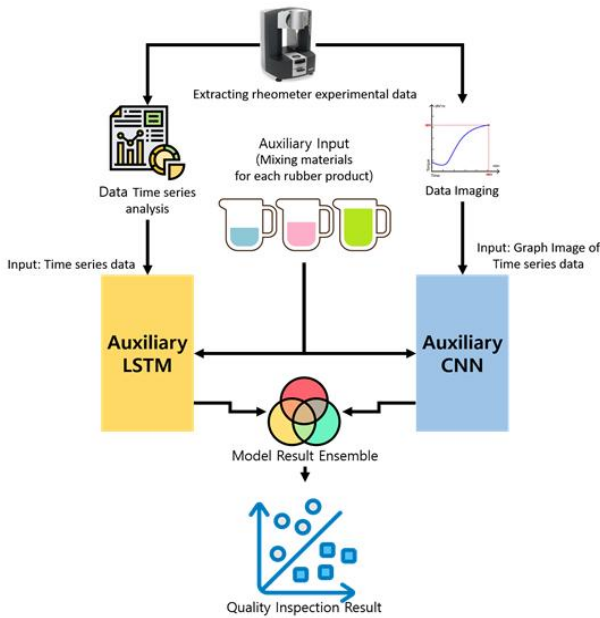 Extracting rheometer experimental data
Auxiliary Input
(Mixing materials
for each rubber product)
Data Time series
analysis
Data Imaging
Input: Time series data
Input: Graph Image of
Time series data
Auxiliary
LSTM
Auxiliary
CNN
Model Result Ensemble
Quality Inspection Result